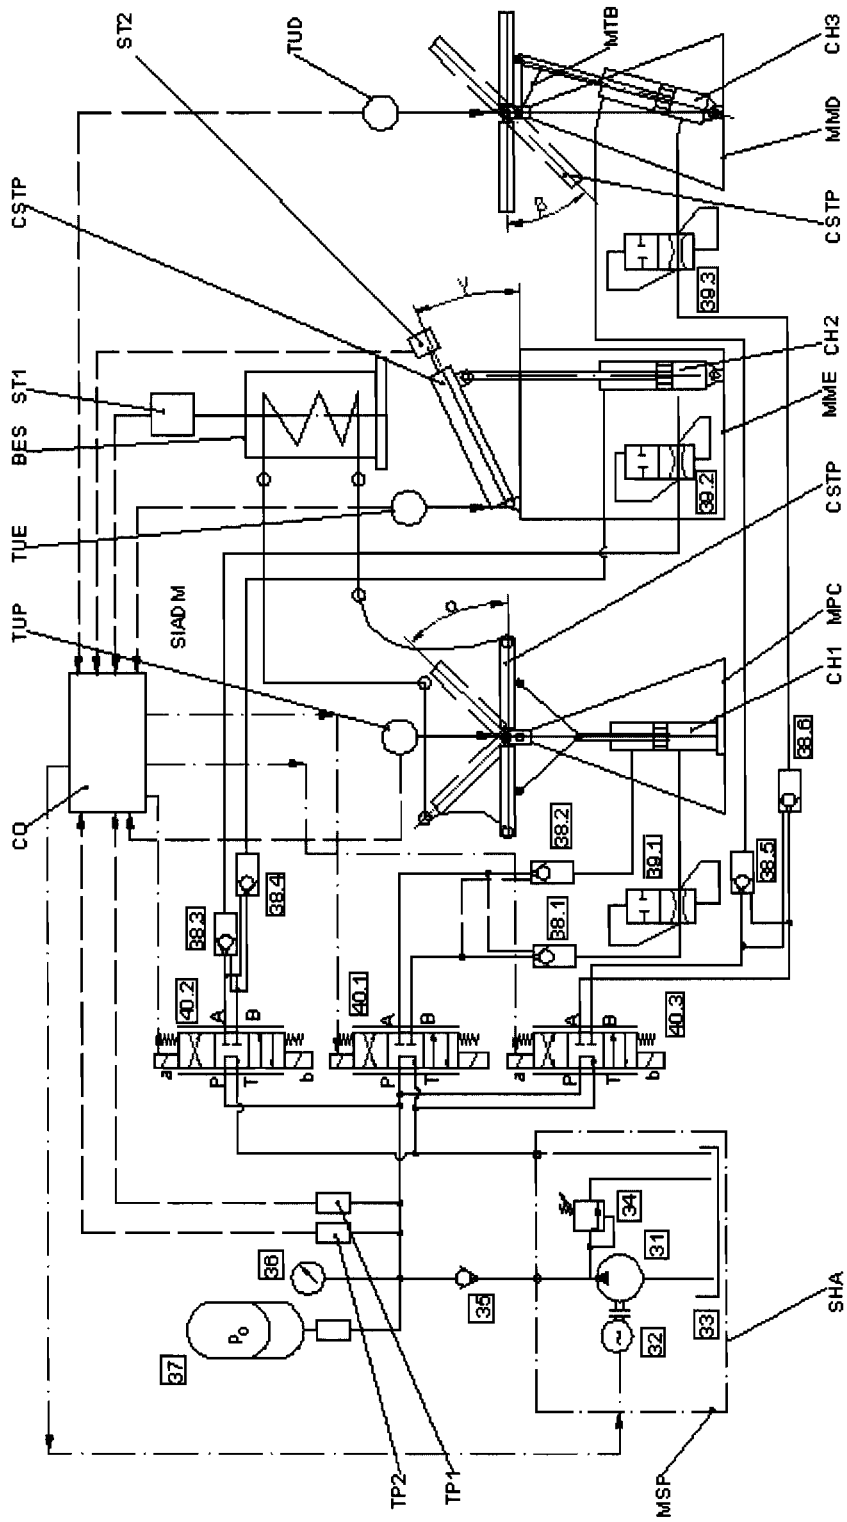 CQ
TUP
TUE
BES
ST1
CSTP
ST2
TUD
SIADM
37
Po
36
TP2
TP1
35
40.2
a
A
P
B
T
b
38.3
38.4
40.1
A
P
B
T
38.1
38.2
39.1
40.3
a
A
P
B
T
b
38.5
38.6
39.2
39.3
MTB
34
31
32
33
MSP
SHA
CH1
MPC
CSTP
MME
CH2
CSTP
MMD
CH3